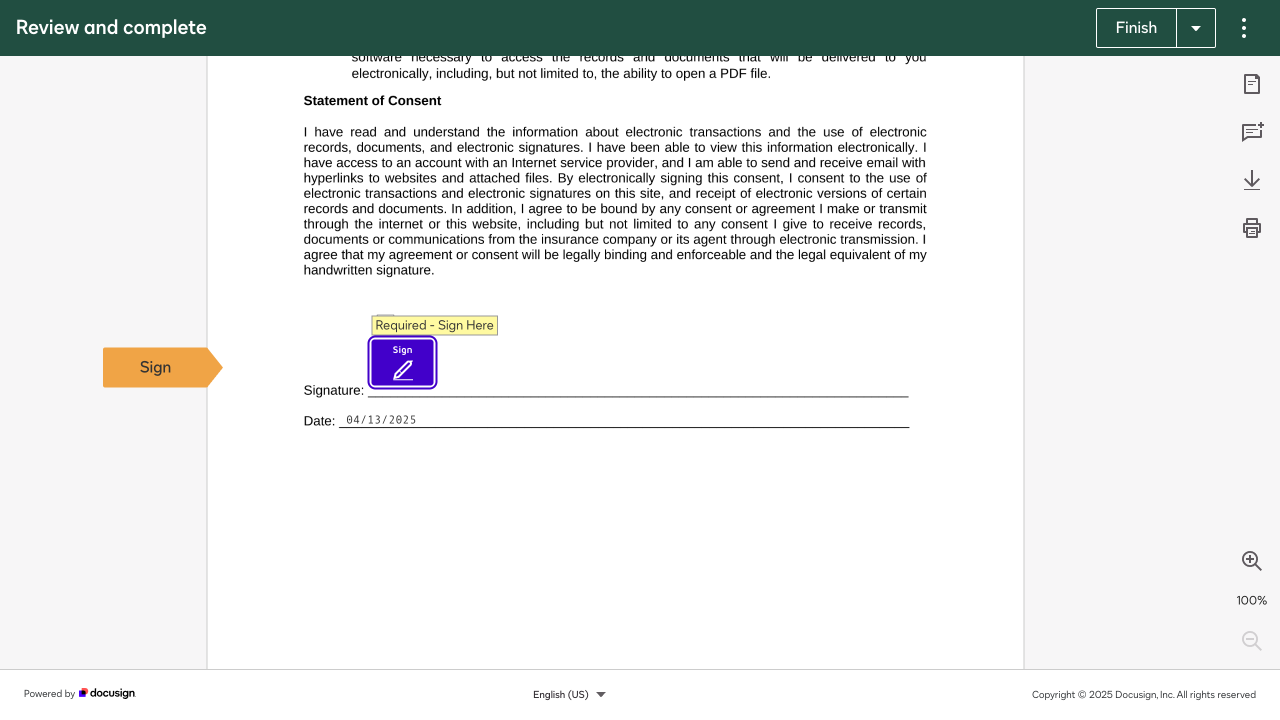 Review and complete
Finish
software necessary to access the records and documents that will be delivered to you
electronically, including, but not limited to, the ability to open a PDF file.
Statement of Consent
I have read and understand the information about electronic transactions and the use of electronic
records, documents, and electronic signatures. I have been able to view this information electronically. I
have access to an account with an Internet service provider, and I am able to send and receive email with
hyperlinks to websites and attached files. By electronically signing this consent, I consent to the use of
electronic transactions and electronic signatures on this site, and receipt of electronic versions of certain
records and documents. In addition, I agree to be bound by any consent or agreement I make or transmit
through the internet or this website, including but not limited to any consent I give to receive records,
documents or communications from the insurance company or its agent through electronic transmission. I
agree that my agreement or consent will be legally binding and enforceable and the legal equivalent of my
handwritten signature.
Required - Sign Here
Sign
Sign
Signature:
Date: 04/13/2025
100%
Powered by docusign
English (US)
Copyright © 2025 Docusign, Inc. All rights reserved